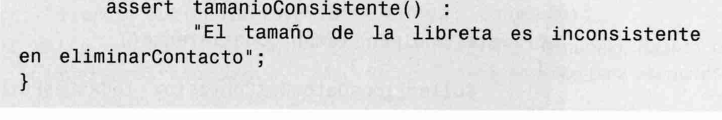 assert tamanioConsistente() :
"El tamaño de la libreta es inconsistente
en eliminarContacto";
}